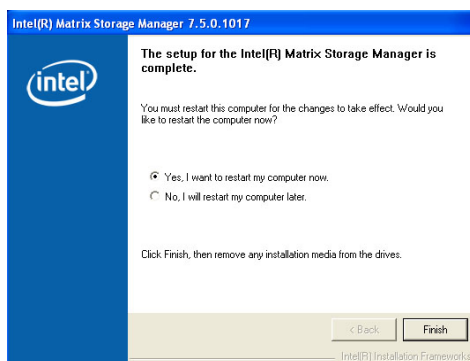 Intel(R) Matrix Storage Manager 7.5.0.1017
intel
The setup for the Intel(R) Matrix Storage Manager is
complete.
You must restart this computer for the changes to take effect. Would you
like to restart the computer now?
Yes, I want to restart my computer now.
No, I will restart my computer later.
Click Finish, then remove any installation media from the drives.
< Back
Finish
Intel(R) Installation Frameworks